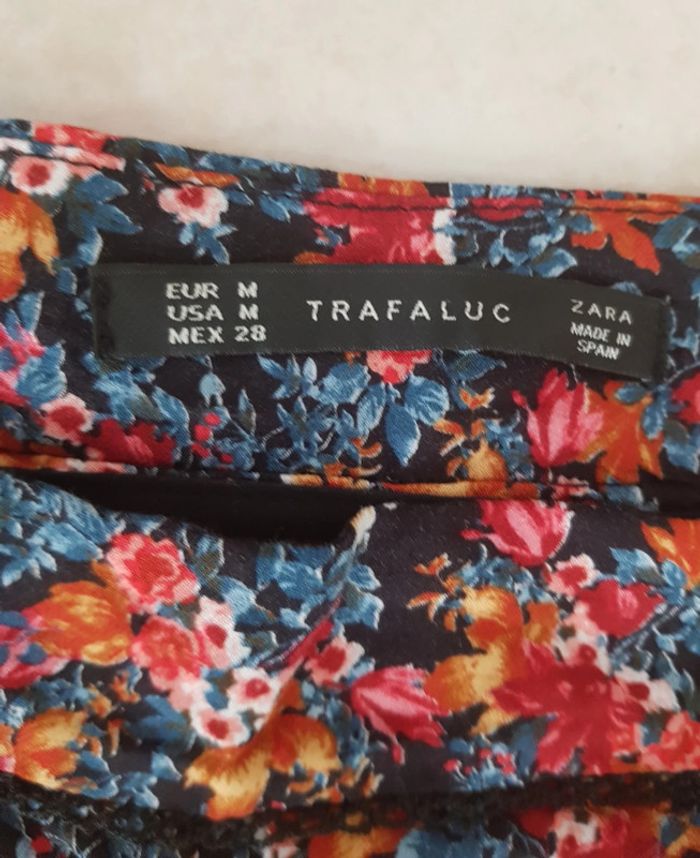 EUR M
USA M
MEX 28
TRAFALUC
ZARA
MADE IN
SPAIN